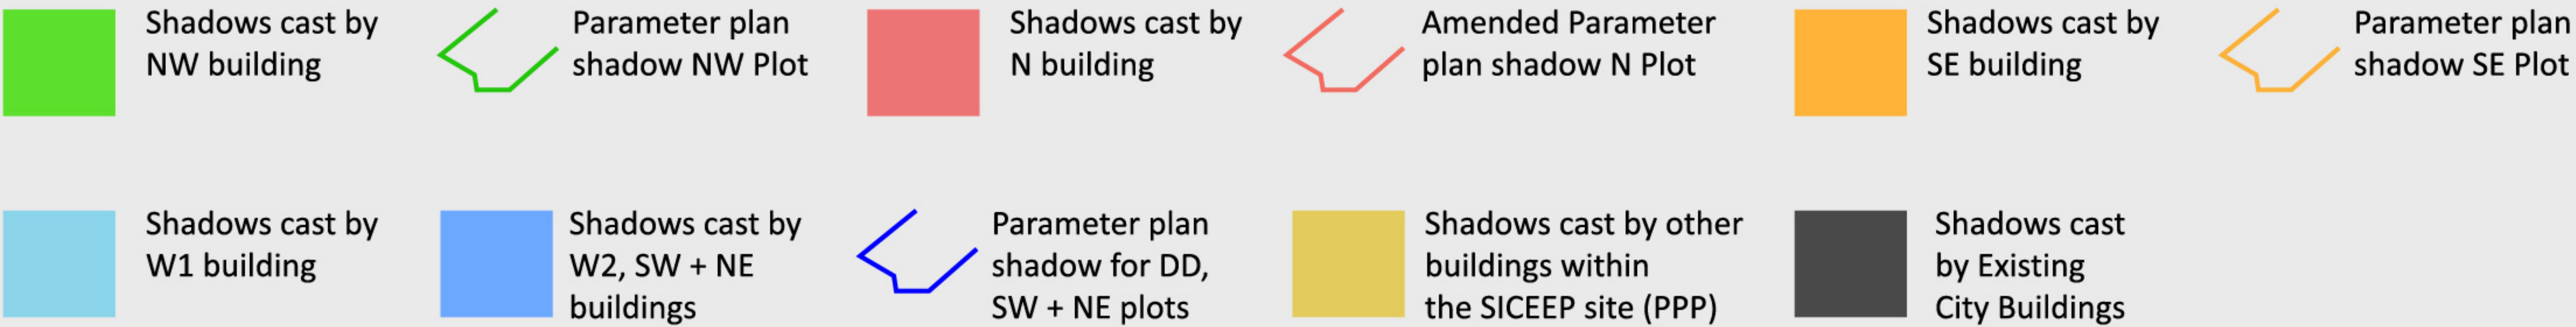 Shadows cast by
NW building
Parameter plan
shadow NW Plot
Shadows cast by
N building
Amended Parameter
plan shadow N Plot
Shadows cast by
SE building
Parameter plan
shadow SE Plot
Shadows cast by
W1 building
Shadows cast by
W2, SW + NE
buildings
Parameter plan
shadow for DD,
SW + NE plots
Shadows cast by other
buildings within
the SICEEP site (PPP)
Shadows cast
by Existing
City Buildings